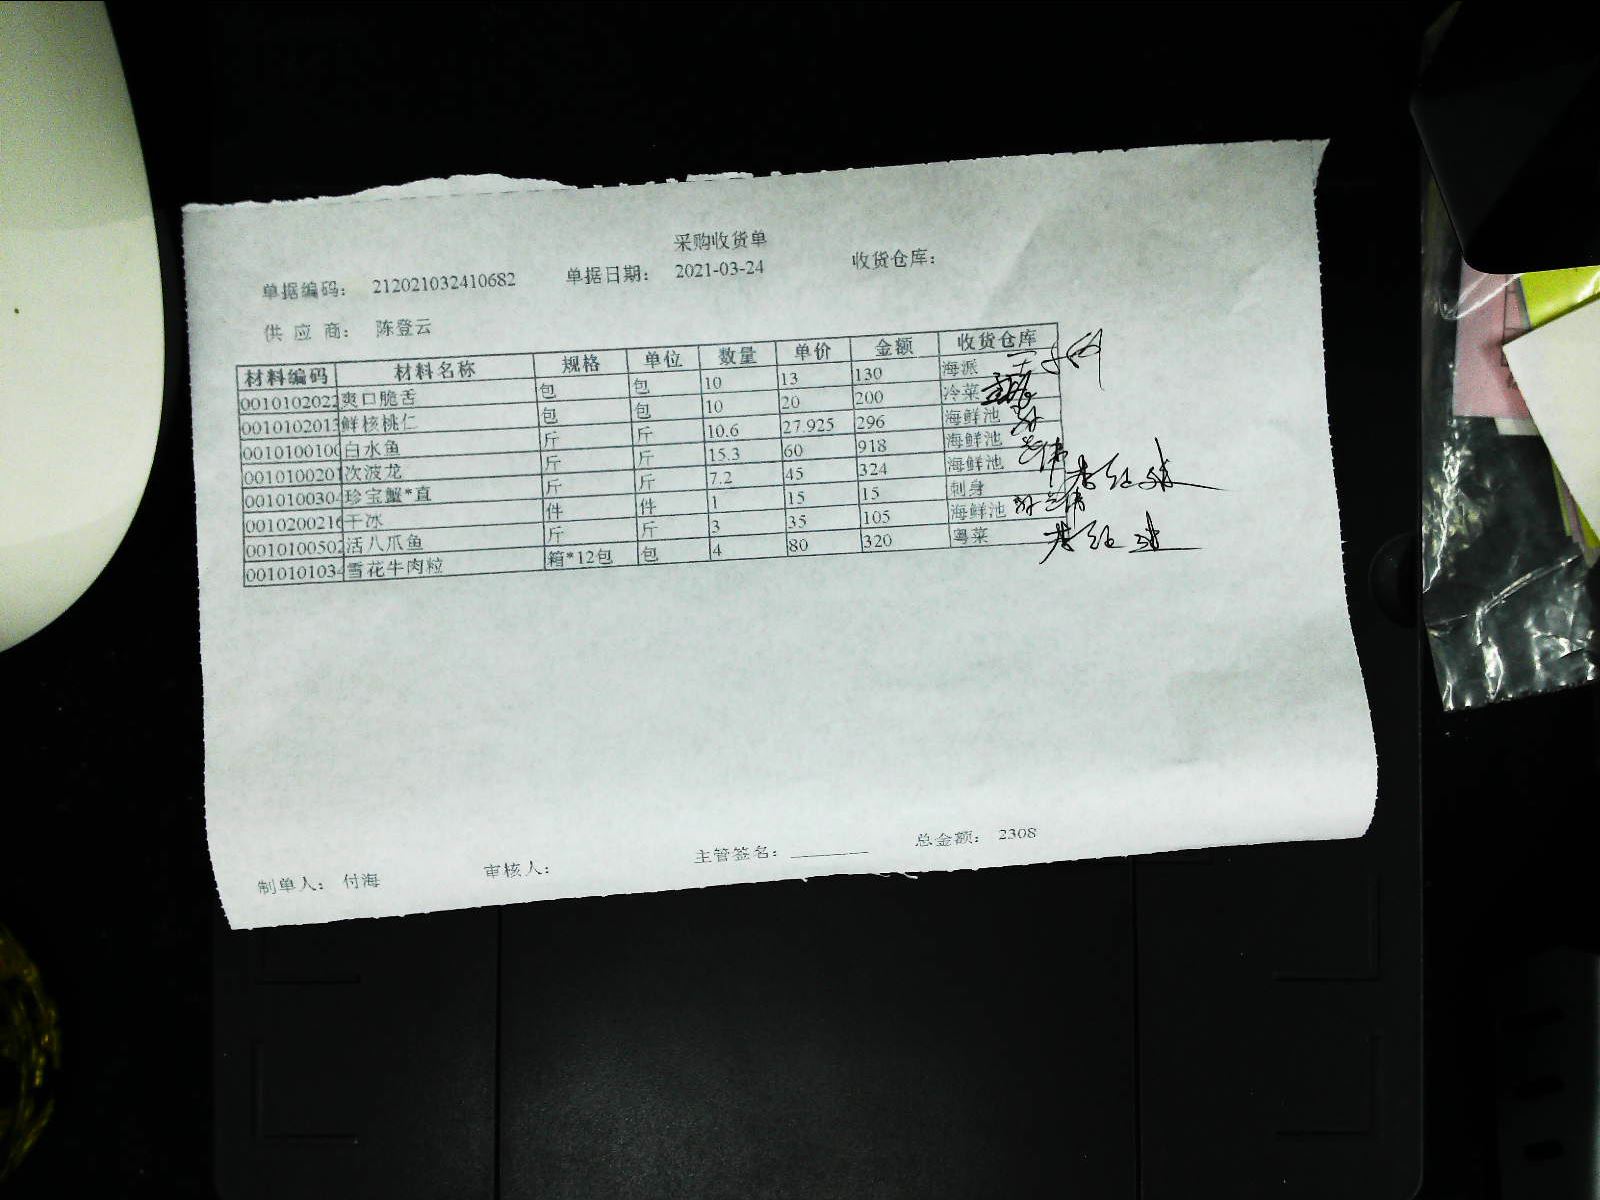 采购收货单
单据编码： 212021032410682 单据日期： 2021-03-24 收货仓库：
供 应 商： 陈登云
材料编码 材料名称 规格 单位 数量 单价 金额 收货仓库
0010102022 爽口脆舌 包 包 10 13 130 海派
0010102013 鲜核桃仁 包 包 10 20 200 冷菜
0010100100 白水鱼 斤 斤 10.6 27.925 296 海鲜池
0010100201 次波龙 斤 斤 15.3 60 918 海鲜池
0010100304 珍宝蟹*直 斤 斤 7.2 45 324 海鲜池
0010200216 干冰 件 件 1 15 15 刺身
0010100502 活八爪鱼 斤 斤 3 35 105 海鲜池
0010101034 雪花牛肉粒 箱*12包 包 4 80 320 粤菜
制单人： 付海 审核人： 主管签名： 总金额： 2308